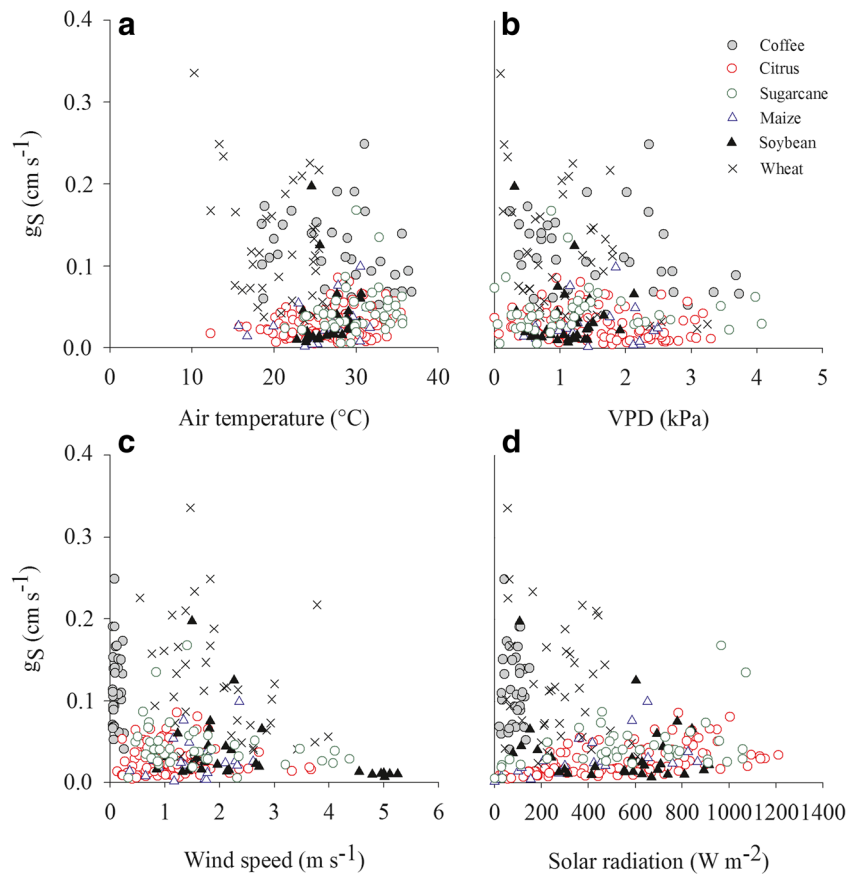 a
b
Coffee
Citrus
Sugarcane
Maize
Soybean
Wheat
0.4
0.3
0.2
0.1
0.0
gS (cm s-1)
0 10 20 30 40
0 1 2 3 4 5
Air temperature (°C)
VPD (kPa)
c
d
0.4
0.3
0.2
0.1
0.0
gS (cm s-1)
0 1 2 3 4 5 6
0 200 400 600 800 1000 1200 1400
Wind speed (m s-1)
Solar radiation (W m-2)